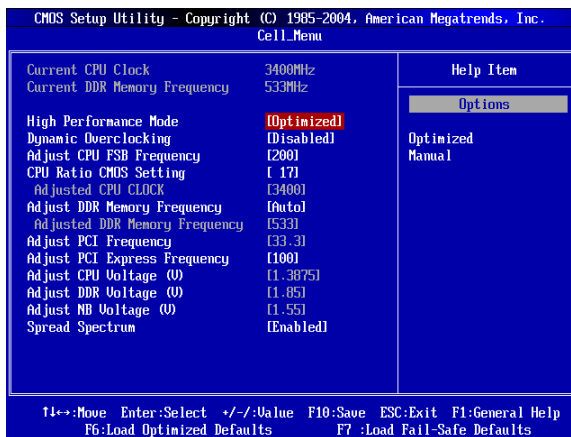 CMOS Setup Utility - Copyright (C) 1985-2004, American Megatrends, Inc.
Cell_Menu
Current CPU Clock 3400MHz
Current DDR Memory Frequency 533MHz
High Performance Mode [Optimized]
Dynamic Overclocking [Disabled]
Adjust CPU FSB Frequency [200]
CPU Ratio CMOS Setting [ 17]
Adjusted CPU CLOCK [3400]
Adjust DDR Memory Frequency [Auto]
Adjusted DDR Memory Frequency [533]
Adjust PCI Frequency [33.3]
Adjust PCI Express Frequency [100]
Adjust CPU Voltage (V) [1.3875]
Adjust DDR Voltage (V) [1.85]
Adjust NB Voltage (V) [1.55]
Spread Spectrum [Enabled]
Help Item
Options
Optimized
Manual
↑↓↔:Move Enter:Select +/-/:Value F10:Save ESC:Exit F1:General Help
F6:Load Optimized Defaults F7 :Load Fail-Safe Defaults